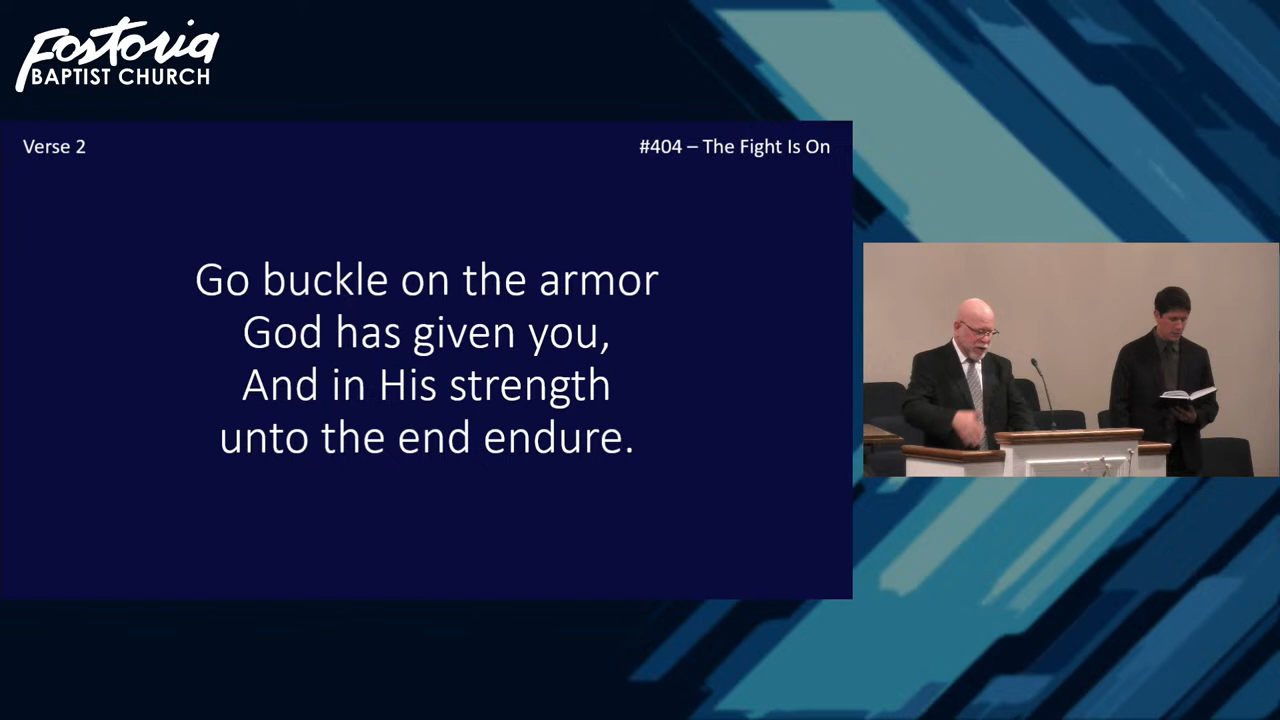 Fostoria
BAPTIST CHURCH
Verse 2
#404 – The Fight Is On
Go buckle on the armor
God has given you,
And in His strength
unto the end endure.